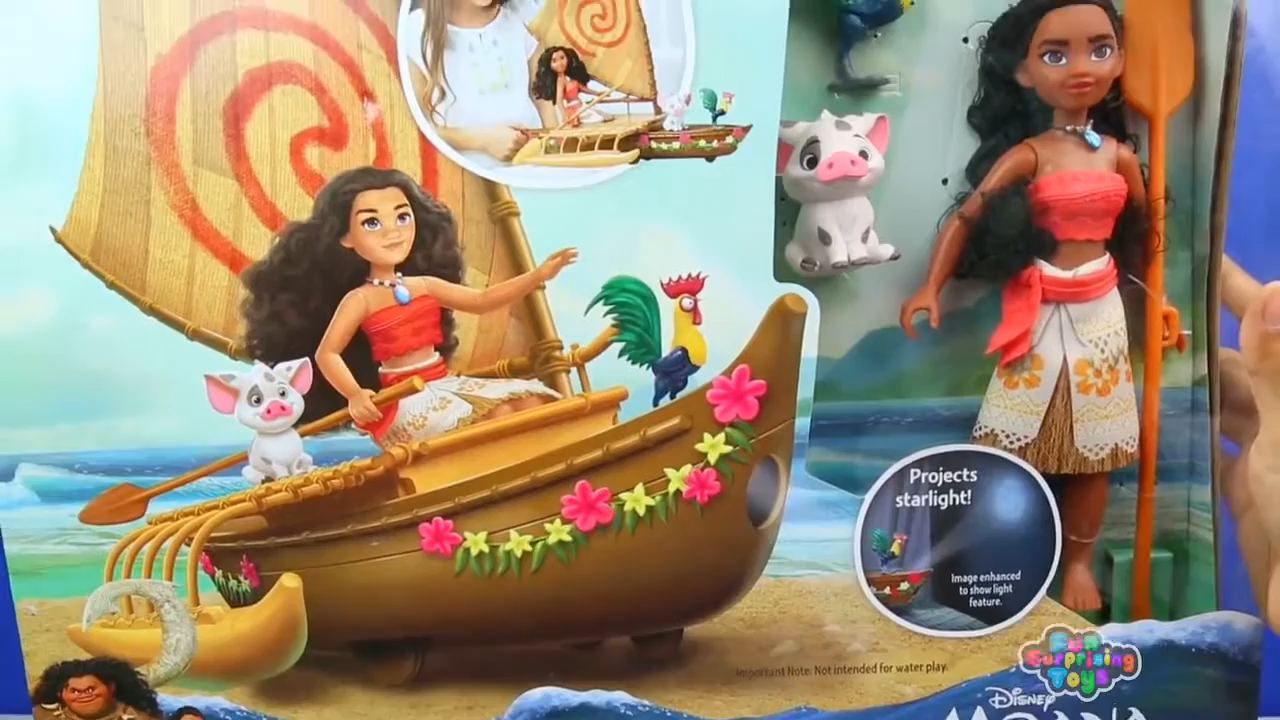 Projects
starlight!
Image enhanced
to show light
feature.
Important Note: Not intended for water play.
Fun
Surprising
Toys
Disney
MOANA